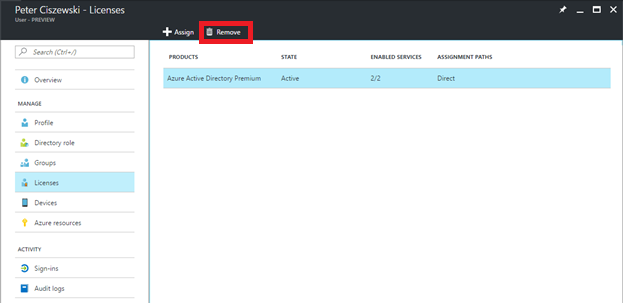 Peter Ciszewski - Licenses
User - PREVIEW
Assign Remove
Search (Ctrl+/)
PRODUCTS STATE ENABLED SERVICES ASSIGNMENT PATHS
Azure Active Directory Premium Active 2/2 Direct
Overview
MANAGE
Profile
Directory role
Groups
Licenses
Devices
Azure resources
ACTIVITY
Sign-ins
Audit logs